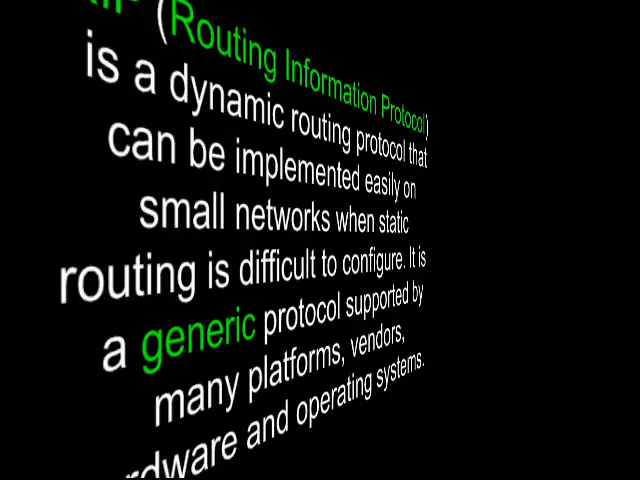 (Routing Information Protocol)
is a dynamic routing protocol that
can be implemented easily on
small networks when static
routing is difficult to configure. It is
a generic protocol supported by
many platforms, vendors,
and operating systems.